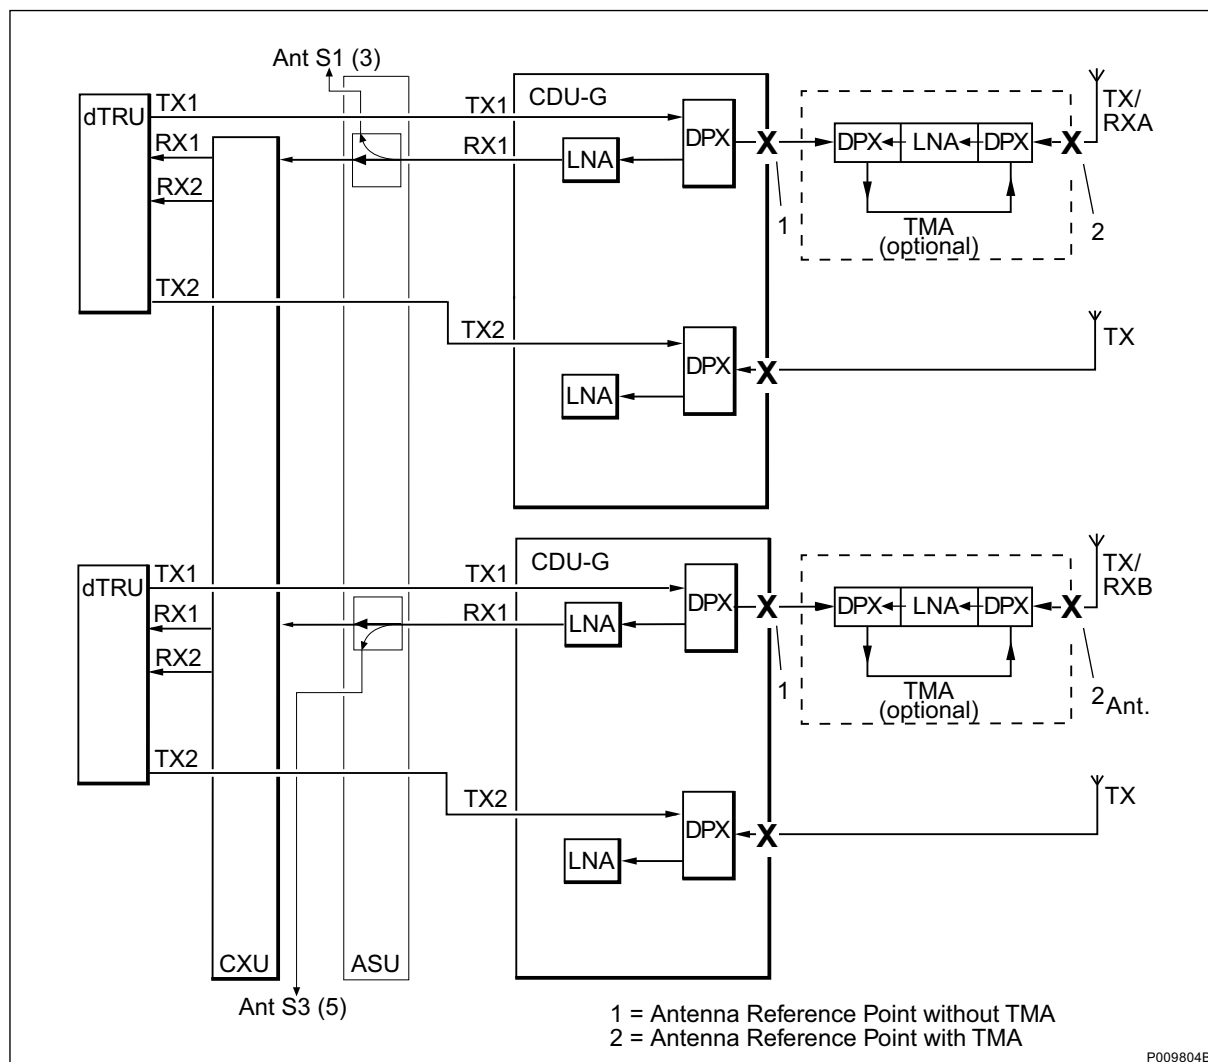 Ant S1 (3)
dTRU
TX1
RX1
RX2
TX2
TX1
RX1
TX2
CDU-G
DPX
LNA
DPX
LNA
1
DPX
LNA
DPX
TMA
(optional)
2
TX/
RXA
TX
dTRU
TX1
RX1
RX2
TX2
TX1
RX1
TX2
CDU-G
DPX
LNA
DPX
LNA
1
DPX
LNA
DPX
TMA
(optional)
2
Ant.
TX/
RXB
TX
CXU
ASU
Ant S3 (5)
1 = Antenna Reference Point without TMA
2 = Antenna Reference Point with TMA
P009804B